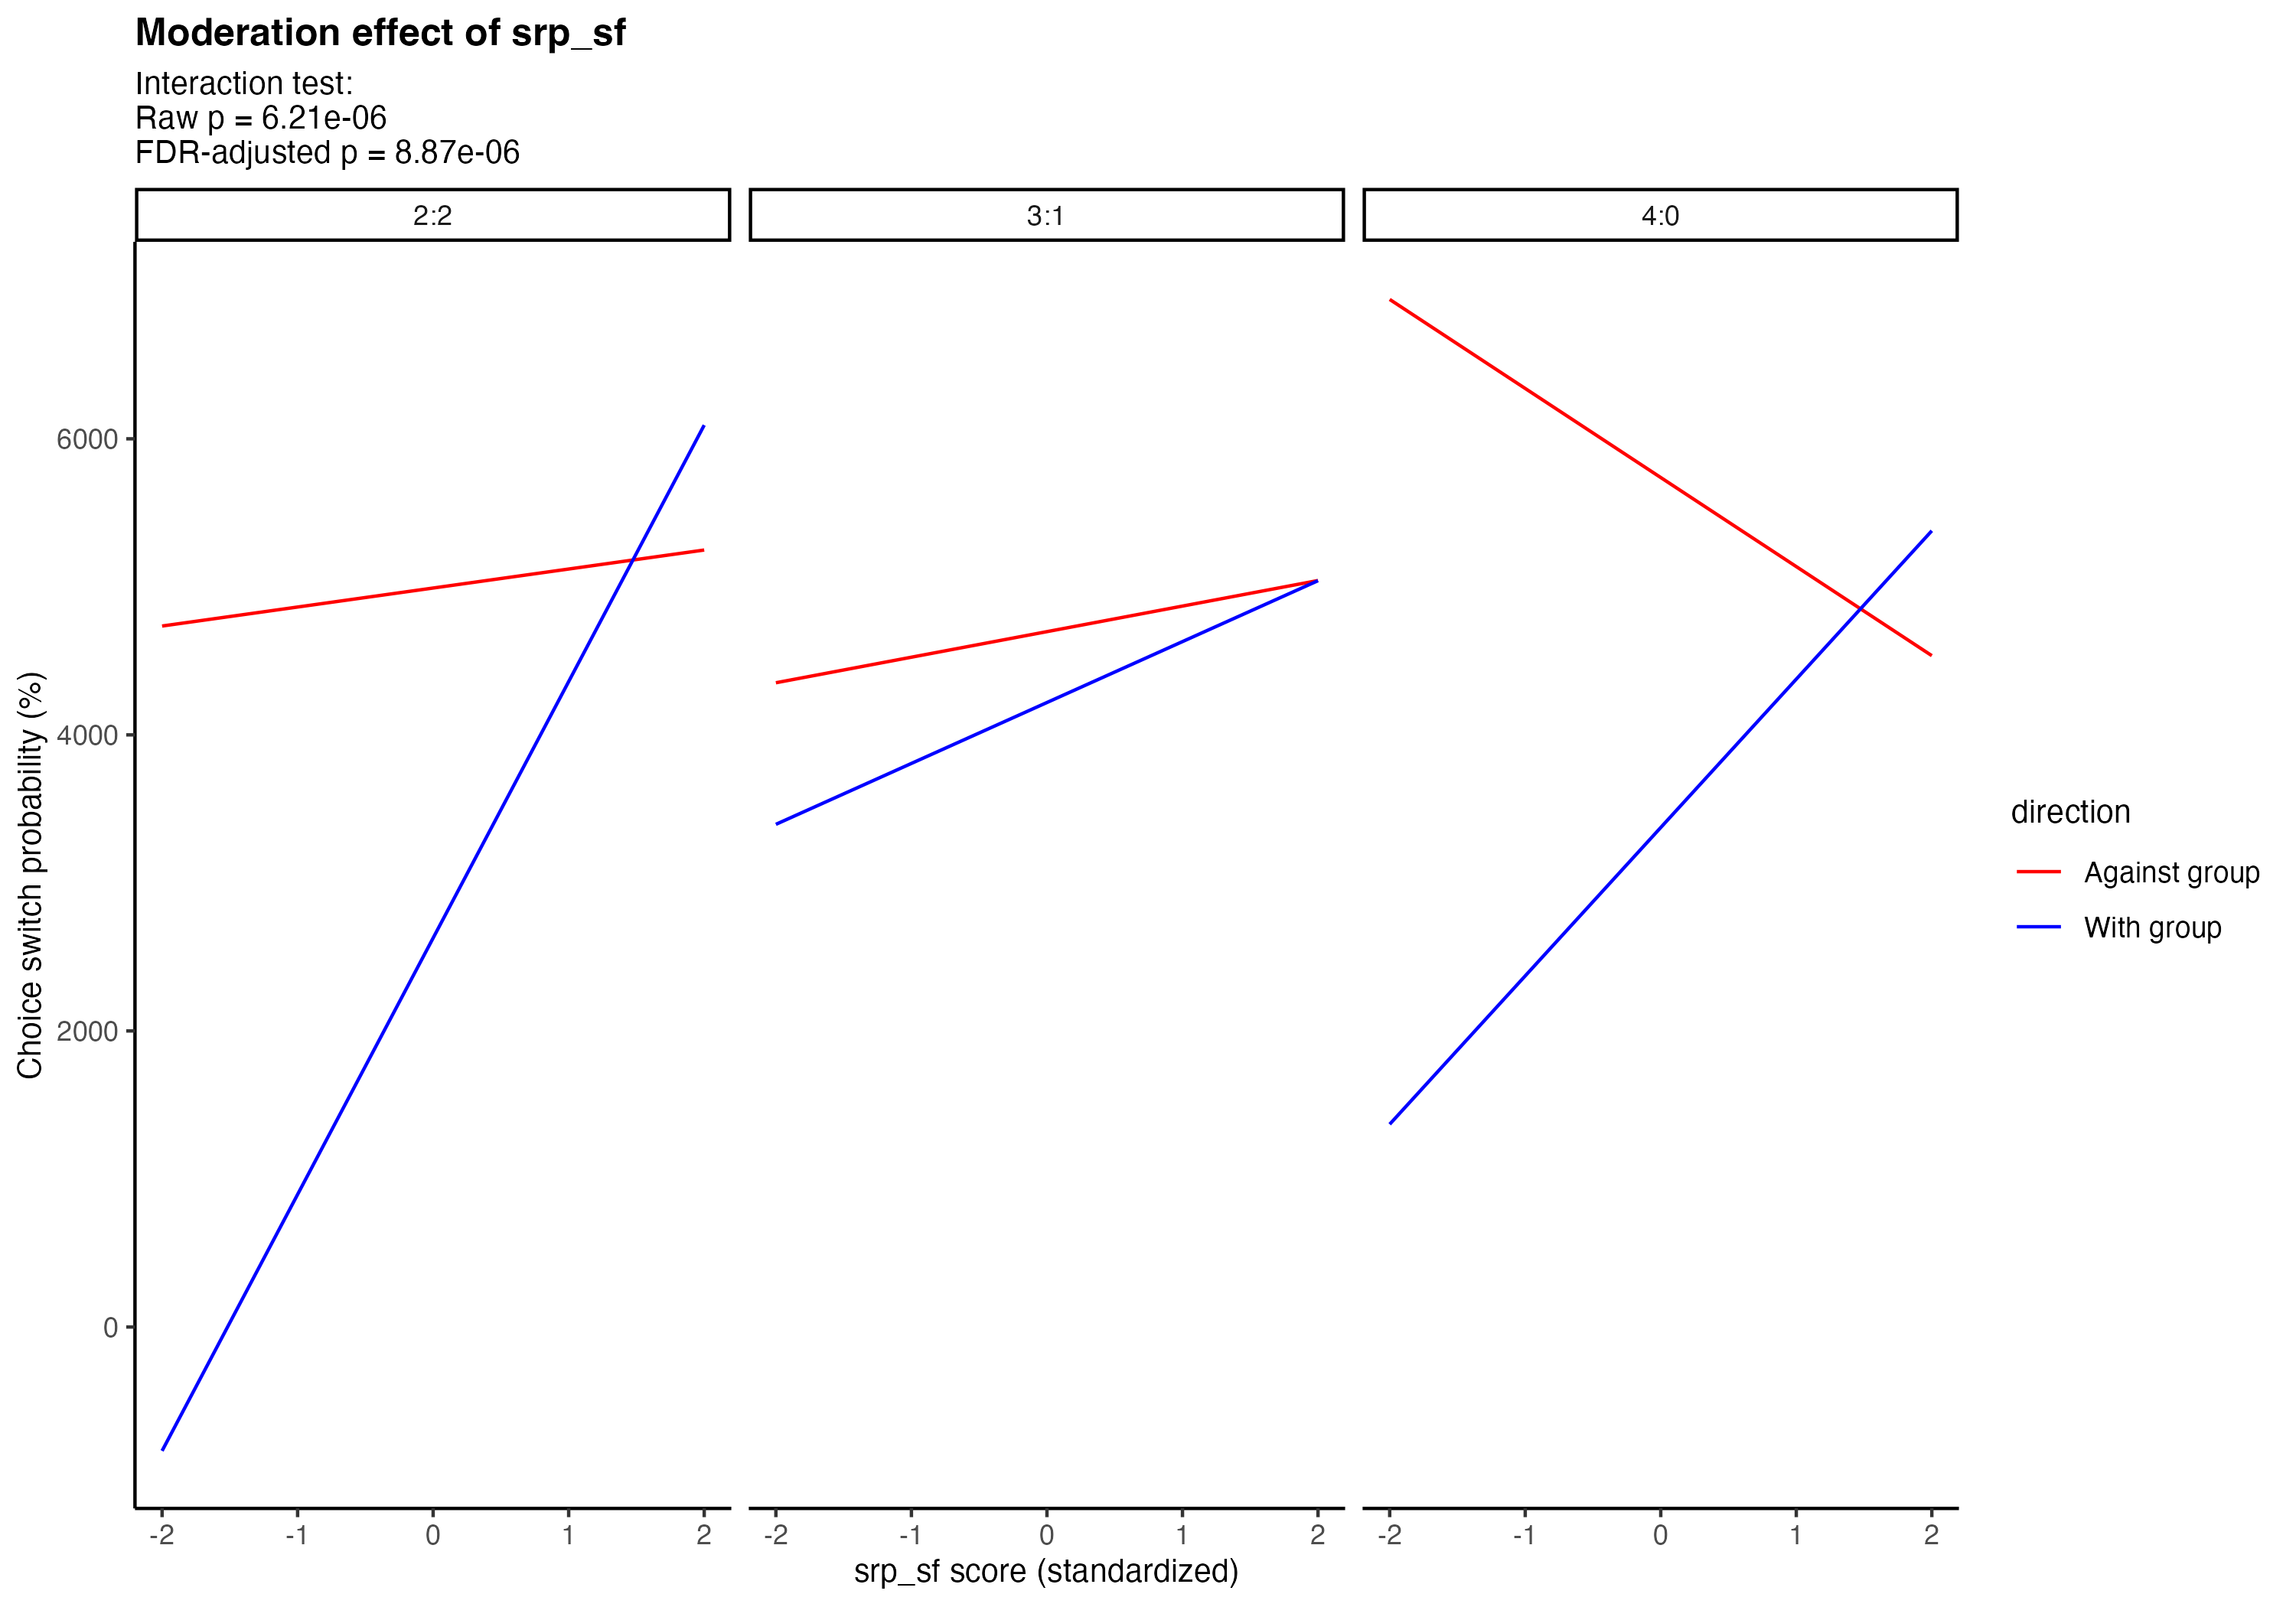 Moderation effect of srp_sf
Interaction test:
Raw p = 6.21e-06
FDR-adjusted p = 8.87e-06
2:2 3:1 4:0
Choice switch probability (%)
6000
4000
2000
0
-2 -1 0 1 2 -2 -1 0 1 2 -2 -1 0 1 2
srp_sf score (standardized)
direction
Against group
With group